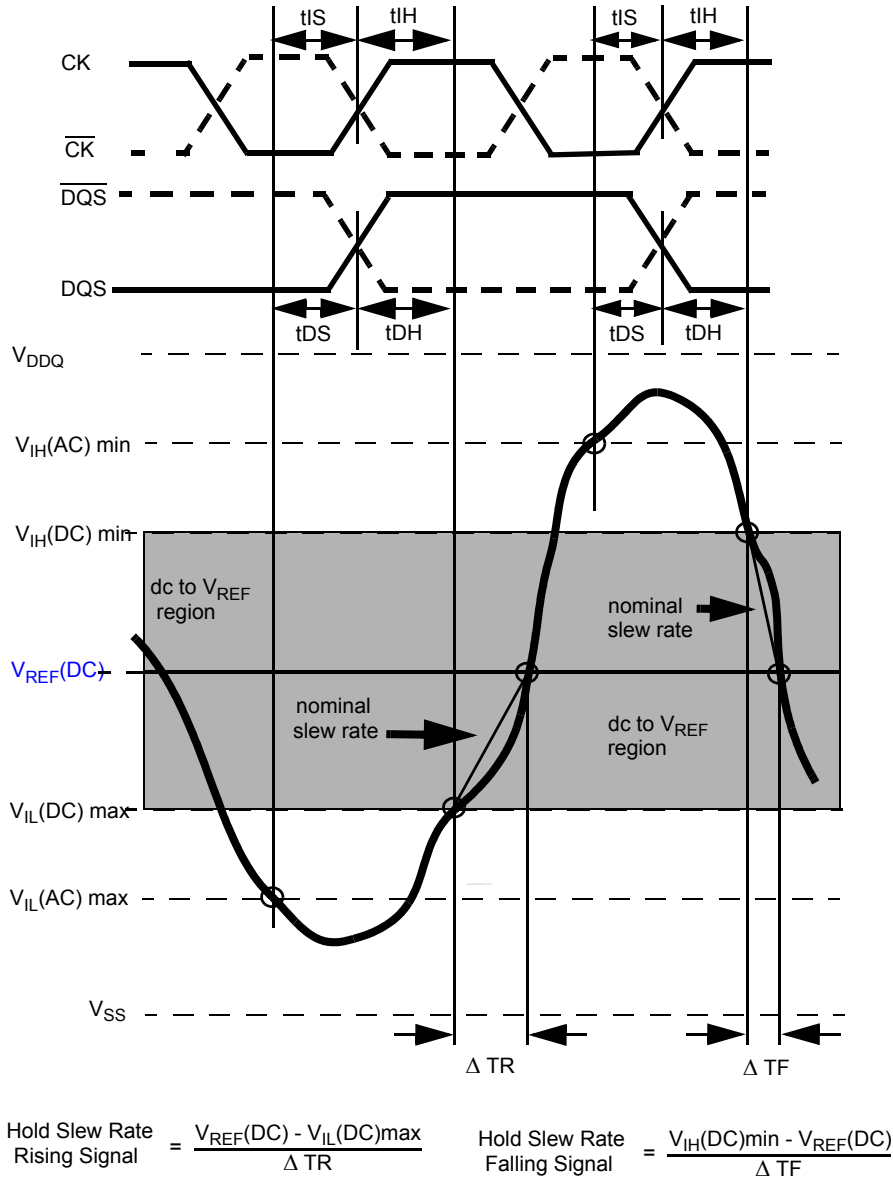 tIS tIH tIS tIH
CK
CK
DQS
DQS
tDS tDH tDS tDH
VDDQ
VIH(AC) min
VIH(DC) min
dc to VREF
region
nominal
slew rate
VREF(DC)
nominal
slew rate
dc to VREF
region
VIL(DC) max
VIL(AC) max
VSS
Δ TR Δ TF
Hold Slew Rate
Rising Signal
=
VREF(DC) - VIL(DC)max
Δ TR
Hold Slew Rate
Falling Signal
=
VIH(DC)min - VREF(DC)
Δ TF